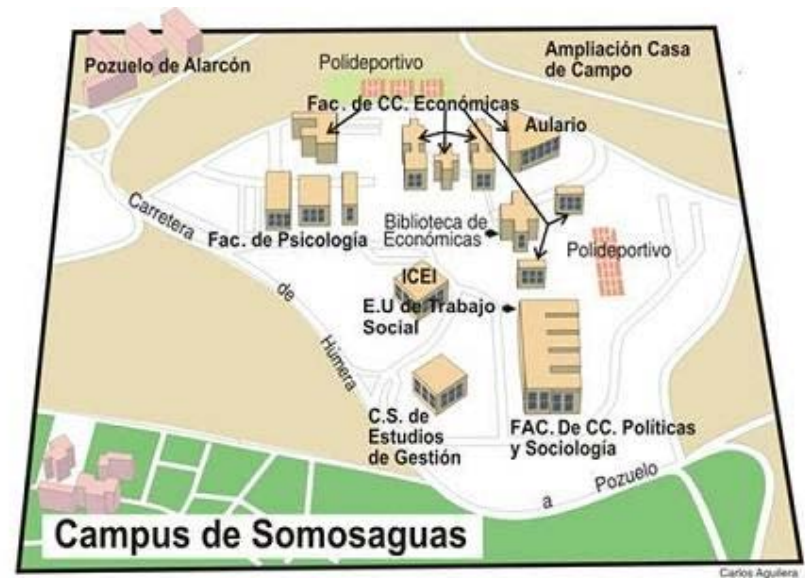 Pozuelo de Alarcón
Polideportivo
Ampliación Casa
de Campo
Fac. de CC. Económicas
Aulario
Carretera
de
Húmera
a
Pozuelo
Fac. de Psicología
Biblioteca de
Económicas
Polideportivo
ICEI
E.U de Trabajo
Social
C.S. de
Estudios
de Gestión
FAC. De CC. Políticas
y Sociología
Campus de Somosaguas
Carlos Aguilera